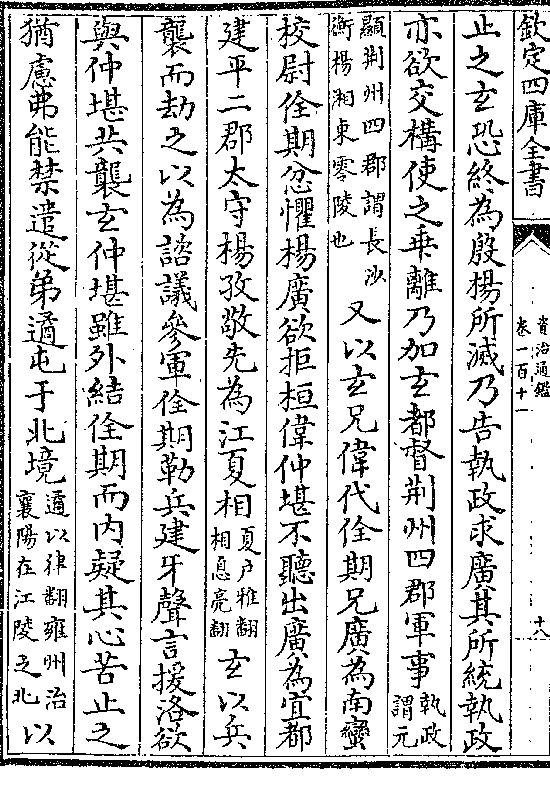 欽定四庫全書
資治通鑑
卷一百十一
十八
止之玄恐終為殷楊所滅乃告執政求廣其所統執政
亦欲交構使之乖離乃加玄都督荆州四郡軍事執政謂元
顯荆州四郡謂長沙衡楊湘東零陵也又以玄兄偉代佺期兄廣為南蠻
校尉佺期忿懼楊廣欲拒桓偉仲堪不聽出廣為宜都
建平二郡太守楊孜敬先為江夏相夏户雅翻相息亮翻玄以兵
襲而劫之以為諮議參軍佺期勒兵建牙聲言援洛欲
與仲堪共襲玄仲堪雖外結佺期而内疑其心苦止之
猶慮弗能禁遣從弟遹屯于北境遹以律翻雍州治襄陽在江陵之北以